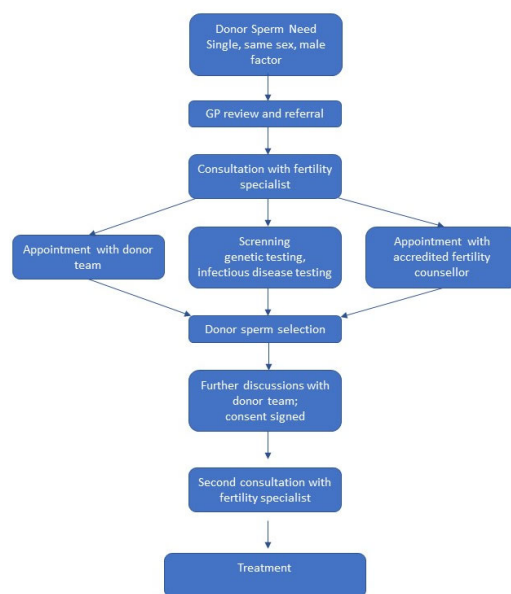 Donor Sperm Need
Single, same sex, male
factor
GP review and referral
Consultation with fertility
specialist
Appointment with donor
team
Screnning
genetic testing,
infectious disease testing
Appointment with
accredited fertility
counsellor
Donor sperm selection
Further discussions with
donor team;
consent signed
Second consultation with
fertility specialist
Treatment